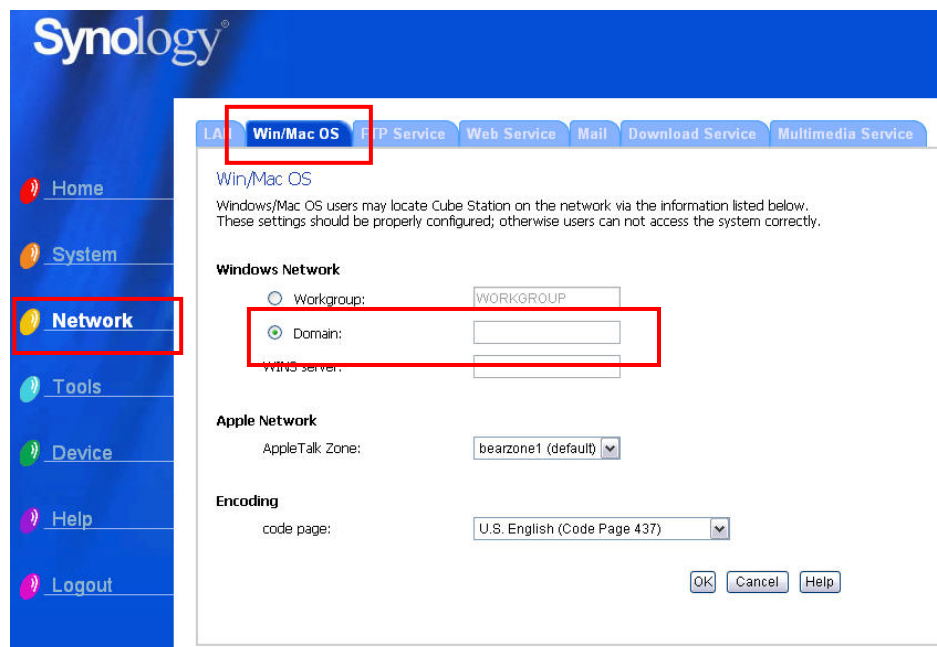 Synology®
LAN Win/Mac OS FTP Service Web Service Mail Download Service Multimedia Service
Home
System
Network
Tools
Device
Help
Logout
Win/Mac OS
Windows/Mac OS users may locate Cube Station on the network via the information listed below.
These settings should be properly configured; otherwise users can not access the system correctly.
Windows Network
Workgroup: WORKGROUP
Domain:
WINS server:
Apple Network
AppleTalk Zone: bearzone1 (default)
Encoding
code page: U.S. English (Code Page 437)
OK Cancel Help